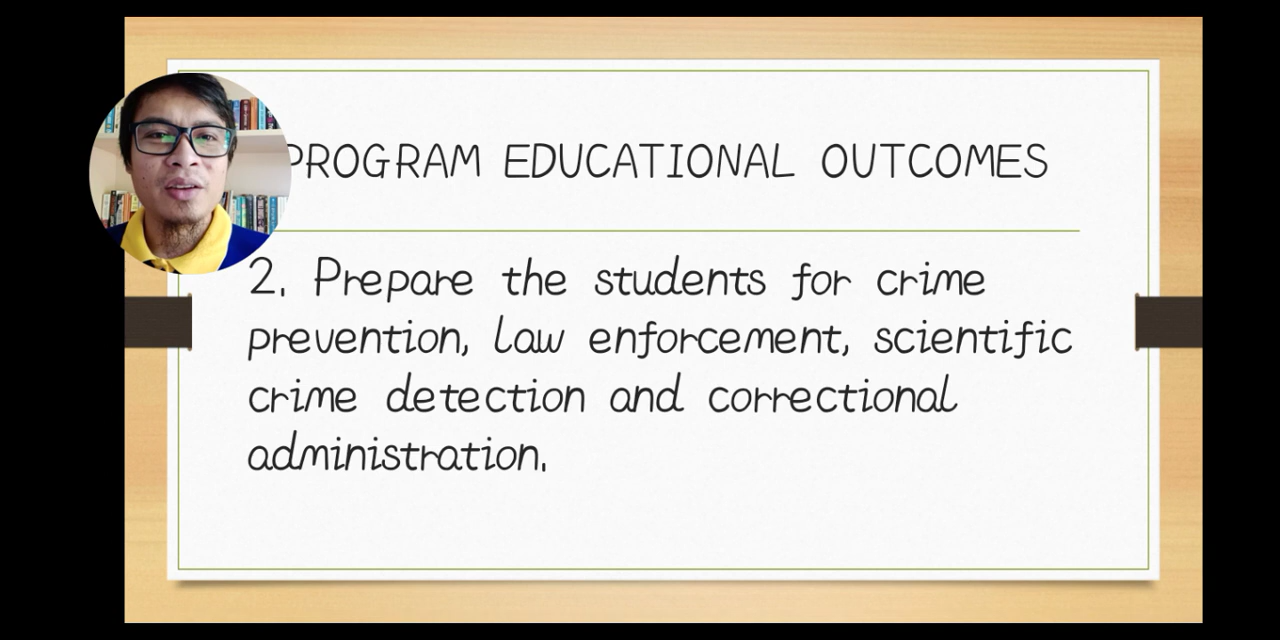 PROGRAM EDUCATIONAL OUTCOMES
2. Prepare the students for crime
prevention, law enforcement, scientific
crime detection and correctional
administration.